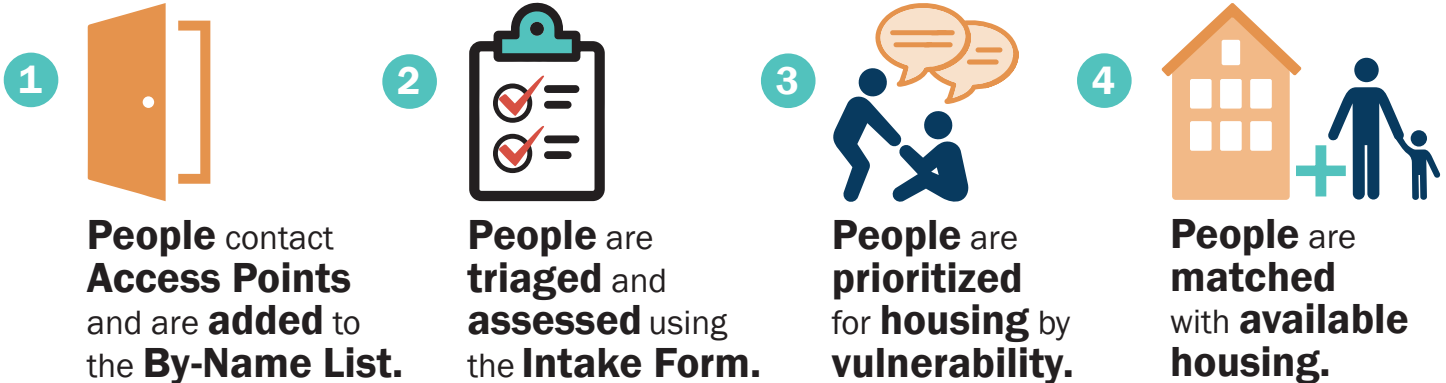 1
People contact
Access Points
and are added to
the By-Name List.
2
People are
triaged and
assessed using
the Intake Form.
3
People are
prioritized
for housing by
vulnerability.
4
People are
matched
with available
housing.